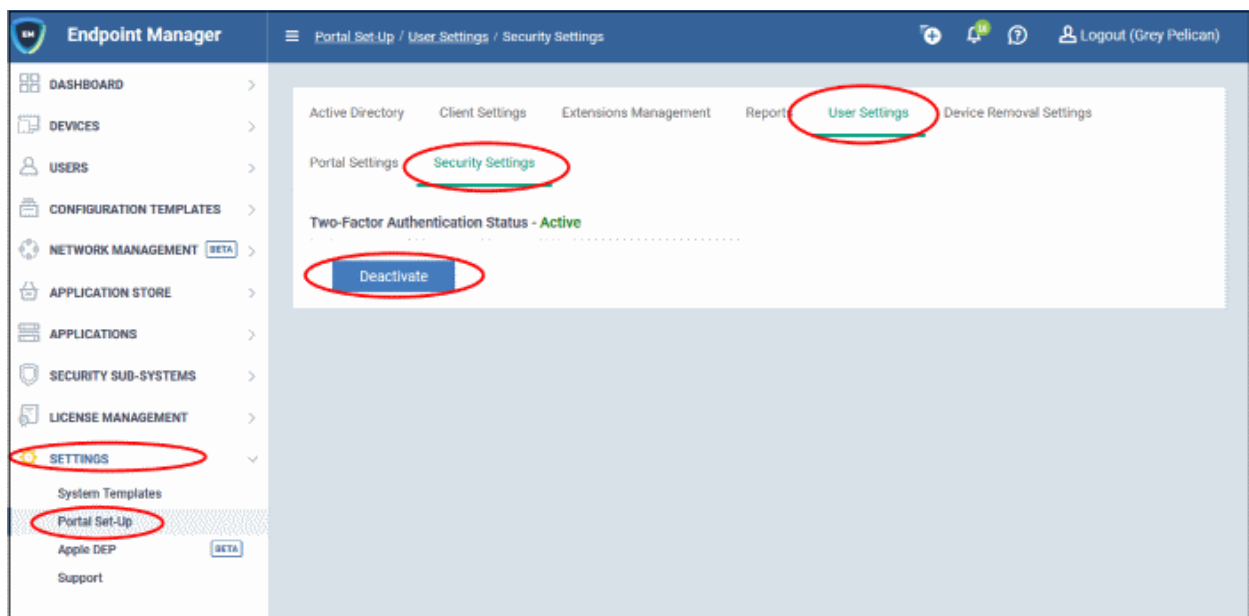 EM Endpoint Manager
Portal Set-Up / User Settings / Security Settings
Logout (Grey Pelican)
DASHBOARD
DEVICES
USERS
CONFIGURATION TEMPLATES
NETWORK MANAGEMENT BETA
APPLICATION STORE
APPLICATIONS
SECURITY SUB-SYSTEMS
LICENSE MANAGEMENT
SETTINGS
System Templates
Portal Set-Up
Apple DEP BETA
Support
Active Directory Client Settings Extensions Management Reports User Settings Device Removal Settings
Portal Settings Security Settings
Two-Factor Authentication Status - Active
Deactivate